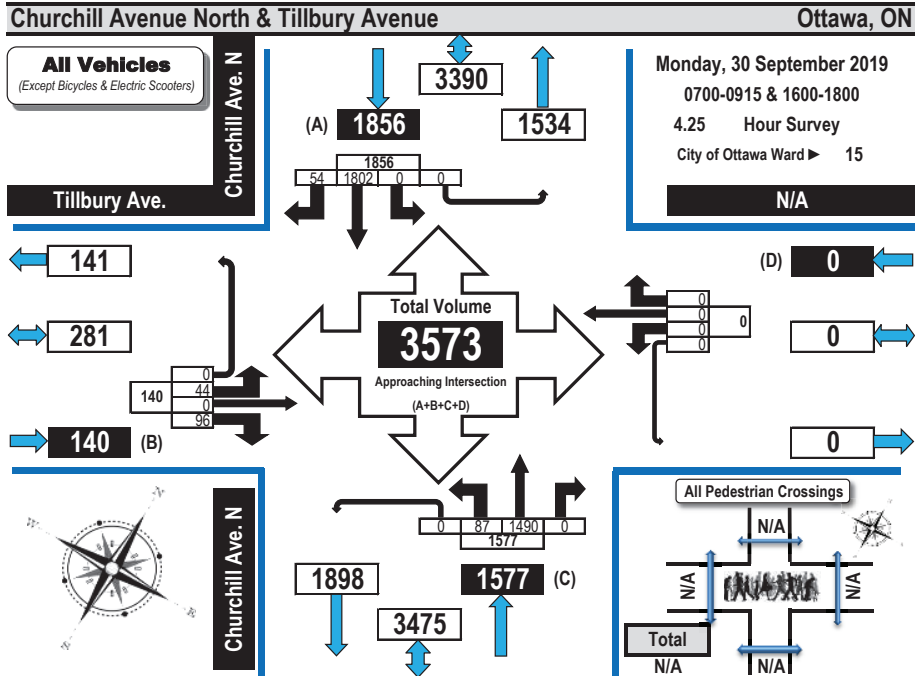 Churchill Avenue North & Tillbury Avenue Ottawa, ON
All Vehicles
(Except Bicycles & Electric Scooters)
Churchill Ave. N
Tillbury Ave.
3390
(A) 1856
1534
1856
54 1802 0 0
Monday, 30 September 2019
0700-0915 & 1600-1800
4.25 Hour Survey
City of Ottawa Ward ► 15
N/A
141
281
140 (B)
140
0
44
0
96
Total Volume
3573
Approaching Intersection
(A+B+C+D)
(D) 0
0
0
0
0
0
0
0
0 87 1490 0
1577
1898
1577 (C)
3475
Churchill Ave. N
All Pedestrian Crossings
N/A
N/A
N/A
Total
N/A
N/A